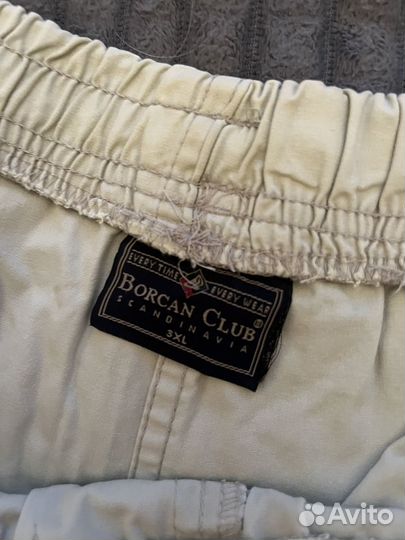 EVERY TIME EVERY WEAR
BORCAN CLUB®
SCANDINAVIA
3XL
Avito